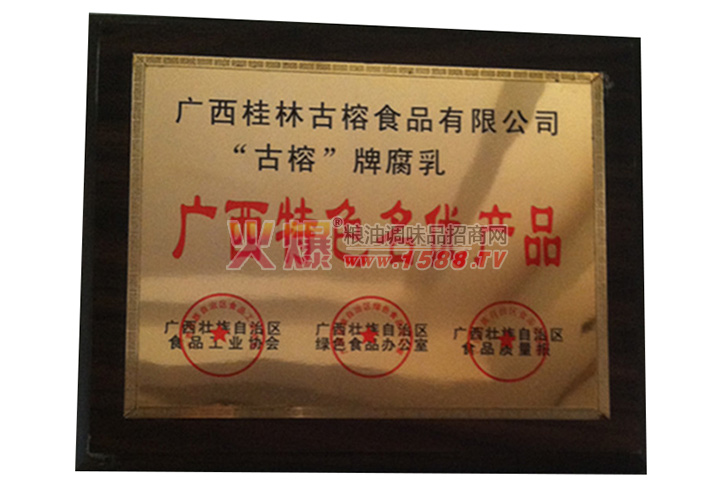 广西桂林古榕食品有限公司
“古榕”牌腐乳
广西特色名优产品
火爆®粮油调味品招商网
www.1588.TV
广西壮族自治区
食品工业协会
广西壮族自治区
绿色食品办公室
广西壮族自治区
食品质量报